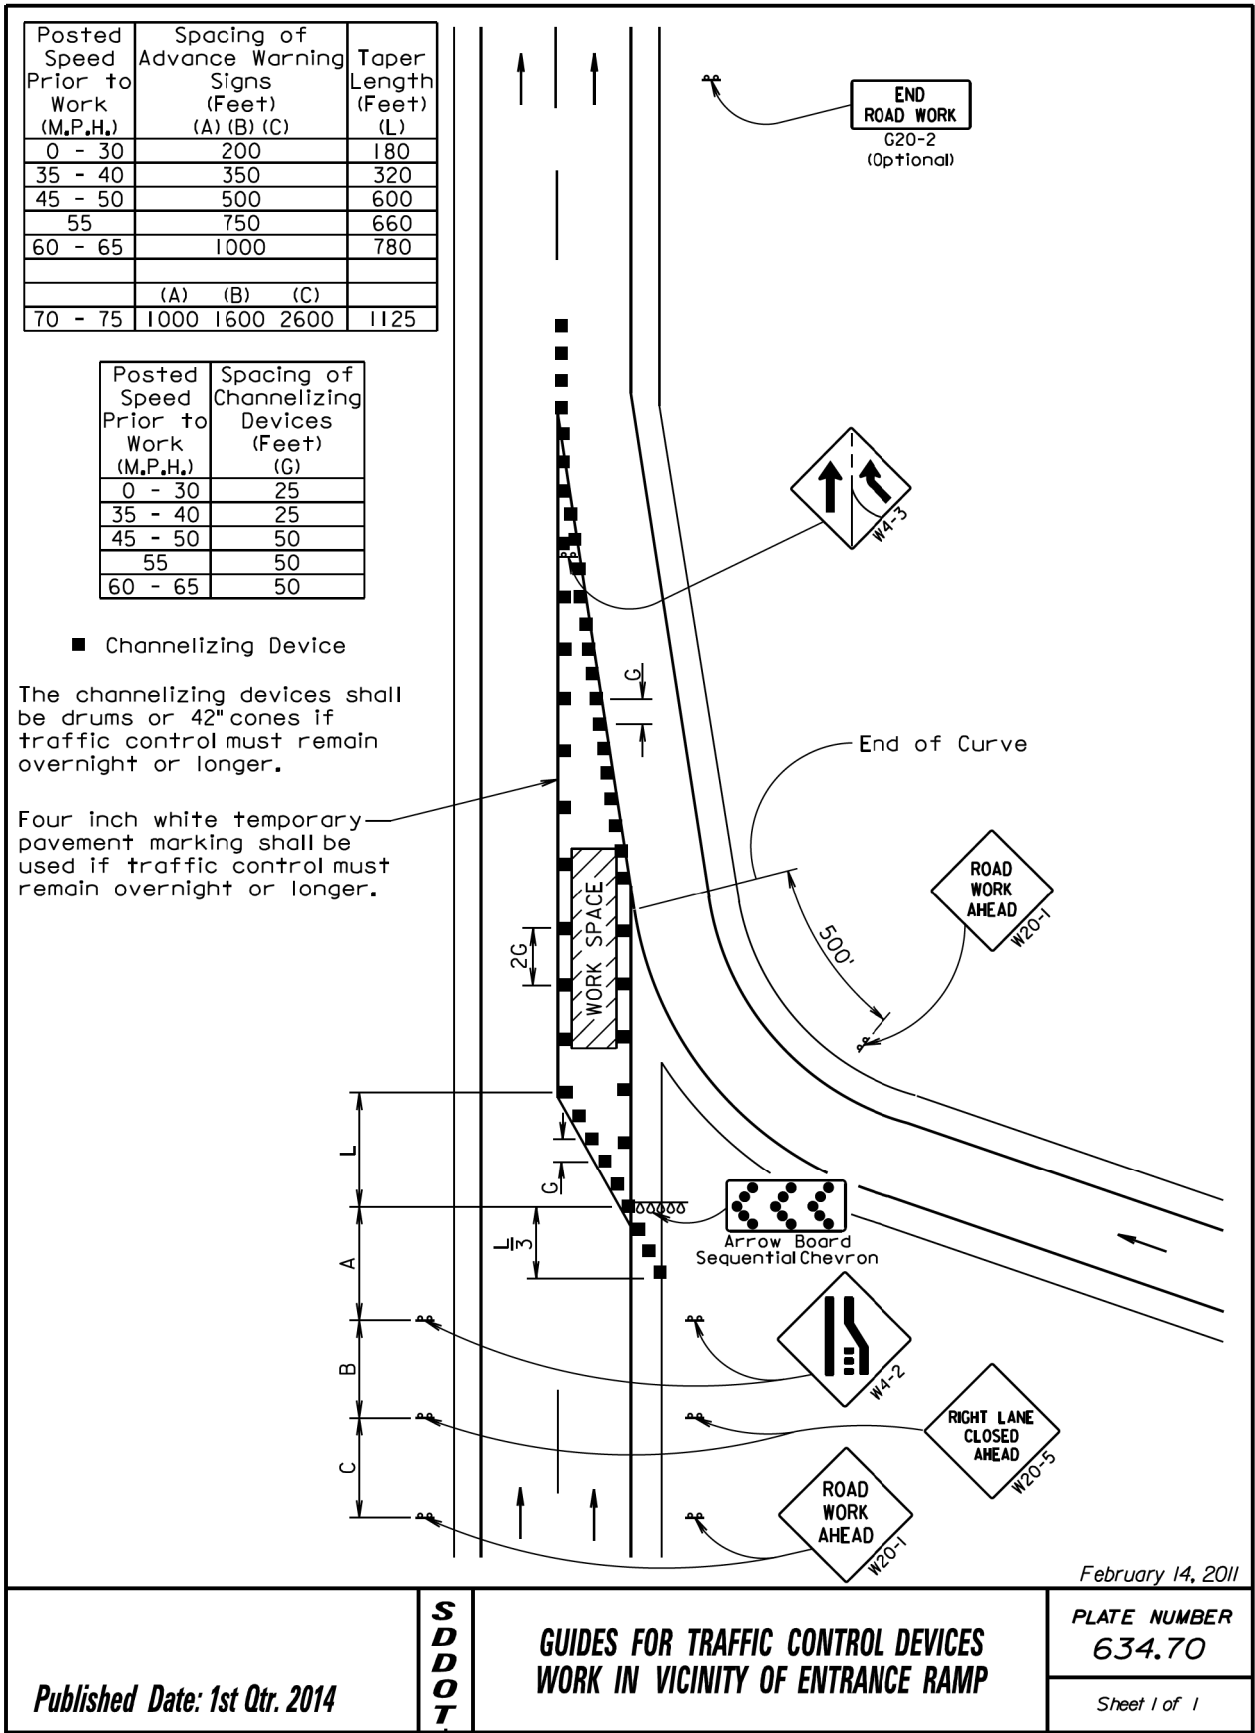 Posted Spacing of
Speed Advance Warning Taper
Prior to Signs Length
Work (Feet) (Feet)
(M.P.H.) (A) (B) (C) (L)
0 - 30 200 180
35 - 40 350 320
45 - 50 500 600
55 750 660
60 - 65 1000 780
(A) (B) (C)
70 - 75 1000 1600 2600 1125
Posted Spacing of
Speed Channelizing
Prior to Devices
Work (Feet)
(M.P.H.) (G)
0 - 30 25
35 - 40 25
45 - 50 50
55 50
60 - 65 50
■ Channelizing Device
The channelizing devices shall
be drums or 42" cones if
traffic control must remain
overnight or longer.
Four inch white temporary
pavement marking shall be
used if traffic control must
remain overnight or longer.
END
ROAD WORK
G20-2
(Optional)
W4-3
G
End of Curve
ROAD
WORK
AHEAD
W20-1
500'
WORK SPACE
2G
L
G
L/3
A
B
C
Arrow Board
Sequential Chevron
W4-2
RIGHT LANE
CLOSED
AHEAD
W20-5
ROAD
WORK
AHEAD
W20-1
February 14, 2011
Published Date: 1st Qtr. 2014
SDDOT
GUIDES FOR TRAFFIC CONTROL DEVICES
WORK IN VICINITY OF ENTRANCE RAMP
PLATE NUMBER
634.70
Sheet 1 of 1